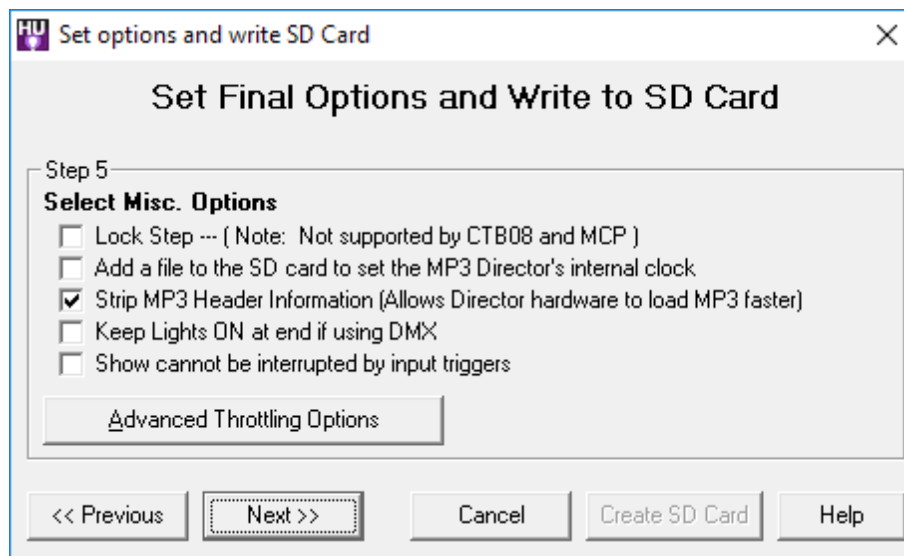 HU Set options and write SD Card
Set Final Options and Write to SD Card
Step 5
Select Misc. Options
Lock Step --- ( Note: Not supported by CTB08 and MCP )
Add a file to the SD card to set the MP3 Director's internal clock
Strip MP3 Header Information (Allows Director hardware to load MP3 faster)
Keep Lights ON at end if using DMX
Show cannot be interrupted by input triggers
Advanced Throttling Options
<< Previous Next >> Cancel Create SD Card Help